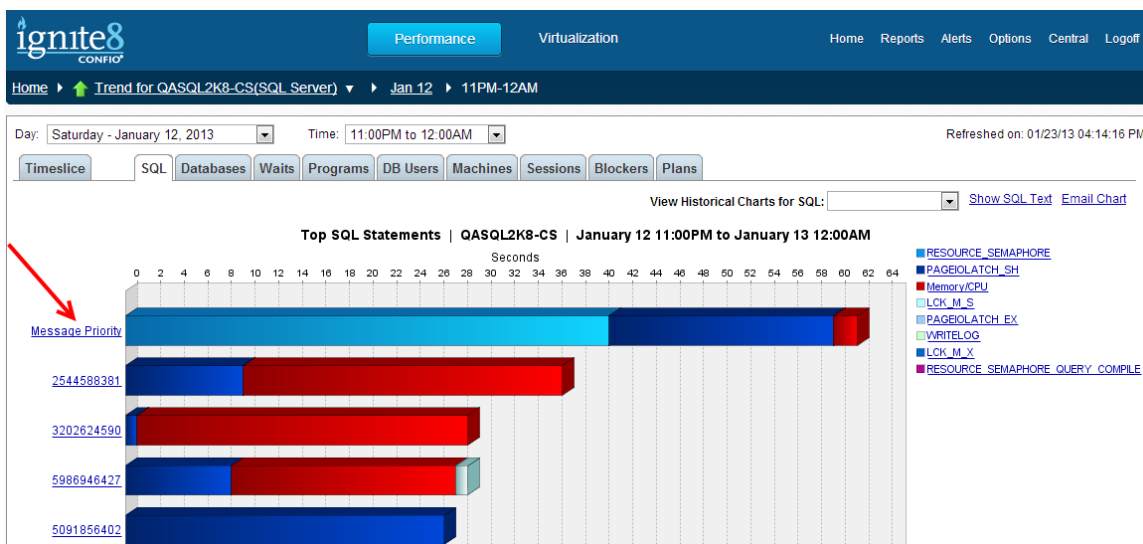 ignite8
CONFIO
Performance Virtualization Home Reports Alerts Options Central Logoff
Home Trend for QASQL2K8-CS(SQL Server) Jan 12 11PM-12AM
Day: Saturday - January 12, 2013 Time: 11:00PM to 12:00AM Refreshed on: 01/23/13 04:14:16 PM
Timeslice SQL Databases Waits Programs DB Users Machines Sessions Blockers Plans
View Historical Charts for SQL: Show SQL Text Email Chart
Top SQL Statements | QASQL2K8-CS | January 12 11:00PM to January 13 12:00AM
Seconds
0 2 4 6 8 10 12 14 16 18 20 22 24 26 28 30 32 34 36 38 40 42 44 46 48 50 52 54 56 58 60 62 64
RESOURCE_SEMAPHORE
PAGEIOLATCH_SH
Memory/CPU
LCK_M_S
PAGEIOLATCH_EX
WRITELOG
LCK_M_X
RESOURCE_SEMAPHORE_QUERY_COMPILE
Message Priority
2544588381
3202624590
5986946427
5091856402